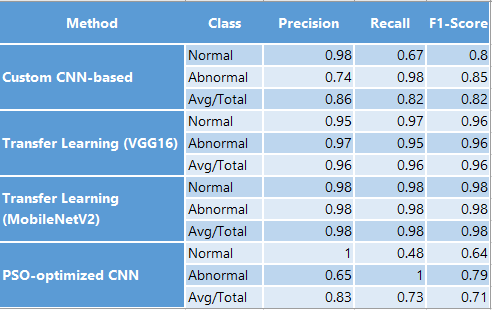 Method Class Precision Recall F1-Score
Custom CNN-based Normal 0.98 0.67 0.8
Abnormal 0.74 0.98 0.85
Avg/Total 0.86 0.82 0.82
Transfer Learning (VGG16) Normal 0.95 0.97 0.96
Abnormal 0.97 0.95 0.96
Avg/Total 0.96 0.96 0.96
Transfer Learning (MobileNetV2) Normal 0.98 0.98 0.98
Abnormal 0.98 0.98 0.98
Avg/Total 0.98 0.98 0.98
PSO-optimized CNN Normal 1 0.48 0.64
Abnormal 0.65 1 0.79
Avg/Total 0.83 0.73 0.71